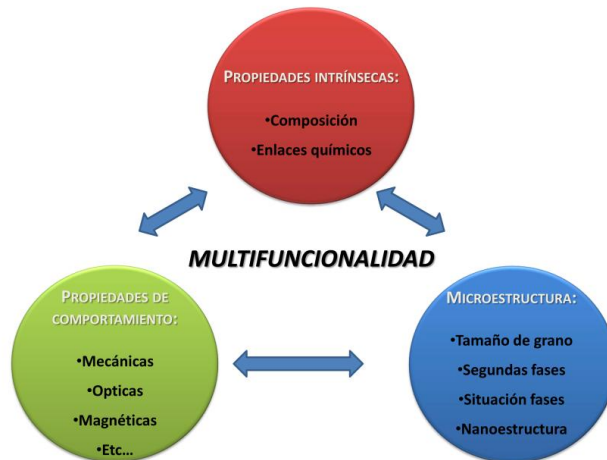 PROPIEDADES INTRÍNSECAS:
•Composición
•Enlaces químicos
MULTIFUNCIONALIDAD
PROPIEDADES DE
COMPORTAMIENTO:
•Mecánicas
•Opticas
•Magnéticas
•Etc...
MICROESTRUCTURA:
•Tamaño de grano
•Segundas fases
•Situación fases
•Nanoestructura